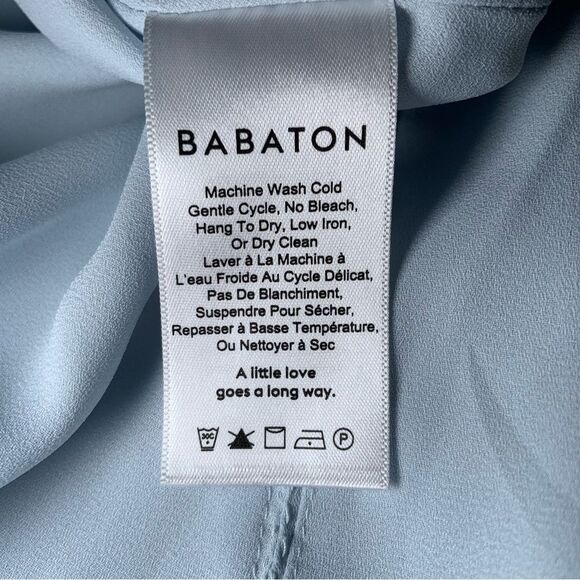 BABATON
Machine Wash Cold
Gentle Cycle, No Bleach,
Hang To Dry, Low Iron,
Or Dry Clean
Laver à La Machine à
L'eau Froide Au Cycle Délicat,
Pas De Blanchiment,
Suspendre Pour Sécher,
Repasser à Basse Température,
Ou Nettoyer à Sec
A little love
goes a long way.
30C P